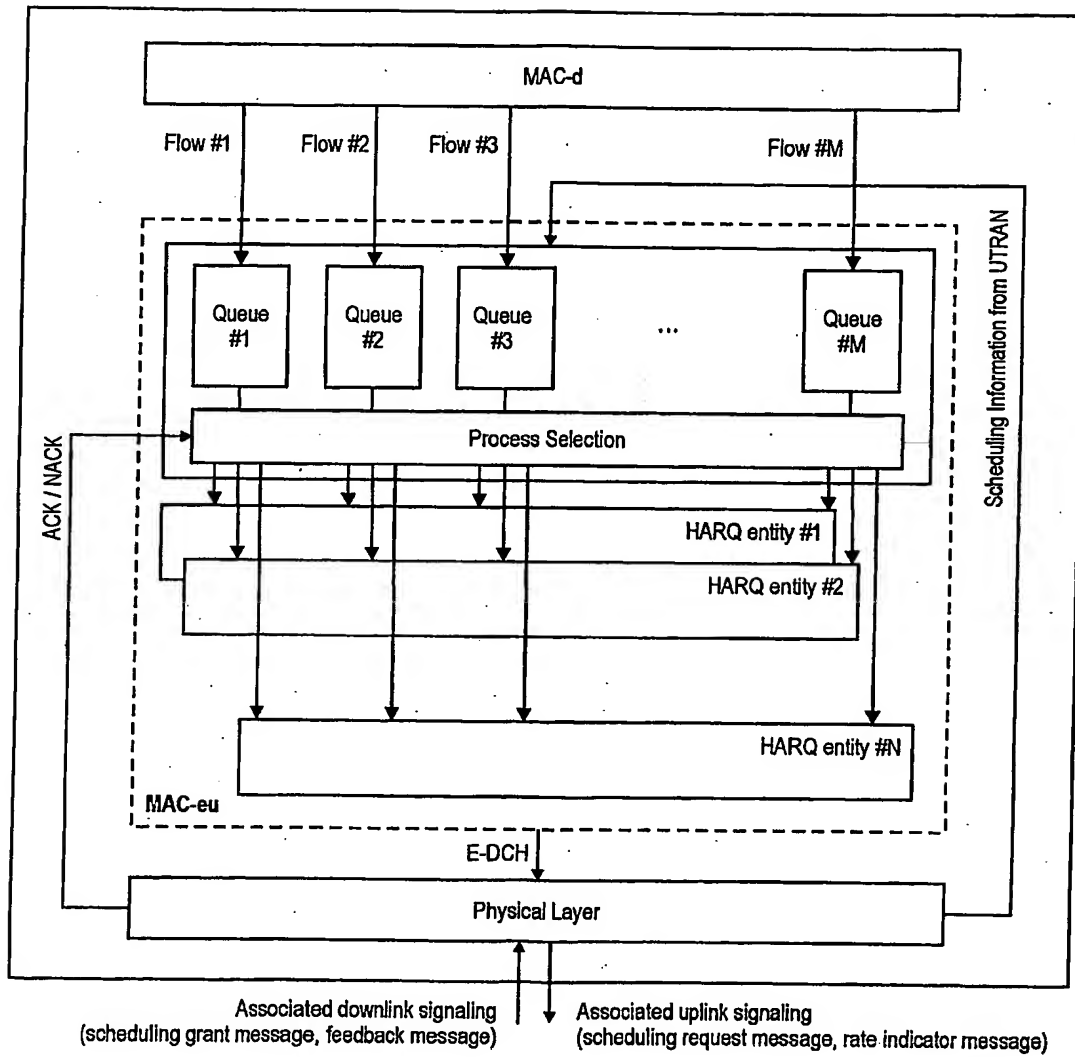 MAC-d
Flow #1
Flow #2
Flow #3
Flow #M
Scheduling Information from UTRAN
Queue
#1
Queue
#2
Queue
#3
...
Queue
#M
Process Selection
ACK / NACK
HARQ entity #1
HARQ entity #2
HARQ entity #N
MAC-eu
E-DCH
Physical Layer
Associated downlink signaling
(scheduling grant message, feedback message)
Associated uplink signaling
(scheduling request message, rate indicator message)